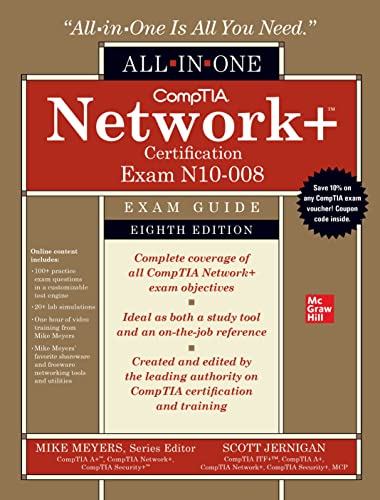 "All-in-One Is All You Need."
ALL-IN-ONE
CompTIA
Network+™
Certification
Exam N10-008
Save 10% on
any CompTIA exam
voucher! Coupon
code inside.
EXAM GUIDE
EIGHTH EDITION
Online content
includes:
• 100+ practice
exam questions
in a customizable
test engine
• 20+ lab simulations
• One hour of video
training from
Mike Meyers
• Mike Meyers'
favorite shareware
and freeware
networking tools
and utilities
Complete coverage of
all CompTIA Network+
exam objectives
Ideal as both a study tool
and an on-the-job reference
Created and edited by
the leading authority on
CompTIA certification
and training
Mc
Graw
Hill
MIKE MEYERS, Series Editor
CompTIA A+™, CompTIA Network+,
CompTIA Security+™
SCOTT JERNIGAN
CompTIA ITF+™, CompTIA A+,
CompTIA Network+, CompTIA Security+, MCP